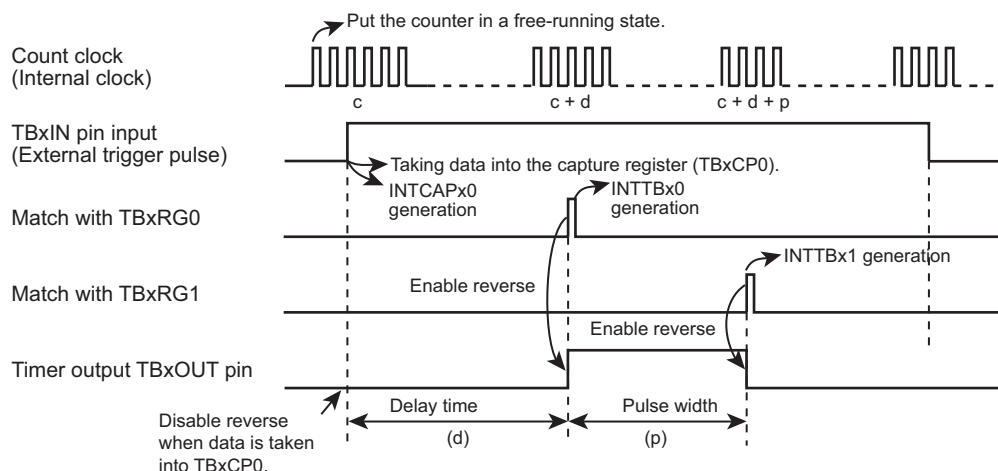 Put the counter in a free-running state.
Count clock
(Internal clock)
c
c + d
c + d + p
TBxIN pin input
(External trigger pulse)
Taking data into the capture register (TBxCP0).
INTCAPx0
generation
INTTBx0
generation
Match with TBxRG0
INTTBx1 generation
Enable reverse
Match with TBxRG1
Enable reverse
Timer output TBxOUT pin
Disable reverse
when data is taken
into TBxCP0.
Delay time
(d)
Pulse width
(p)